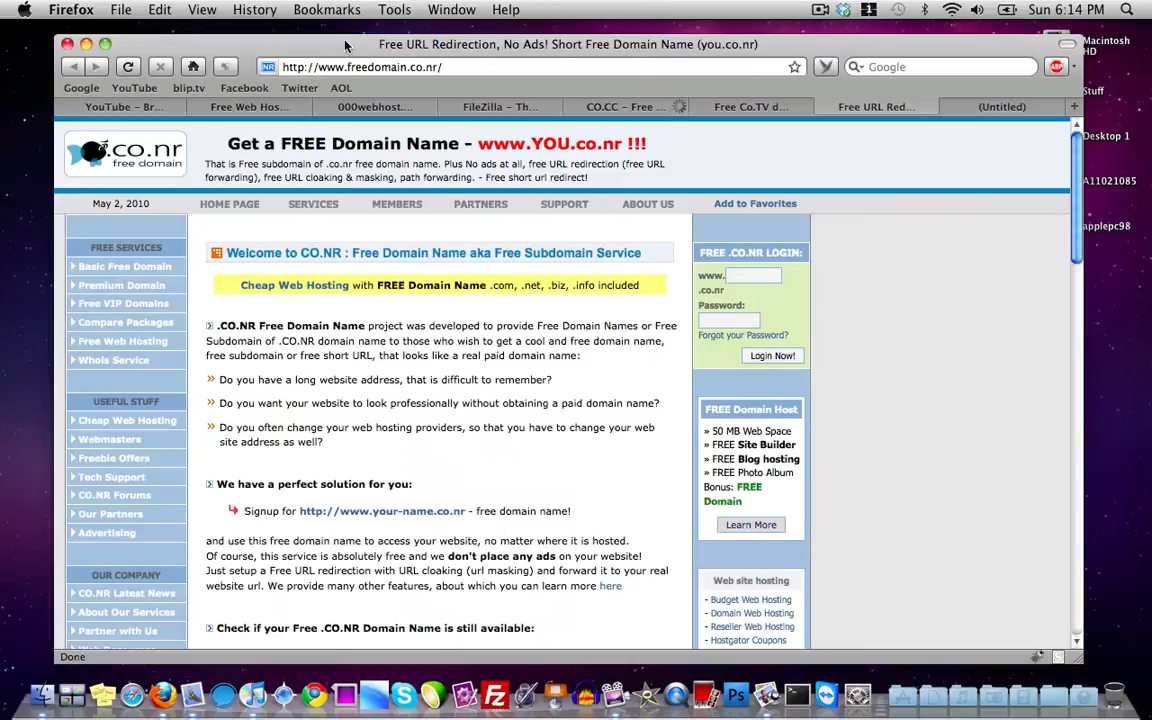 Firefox File Edit View History Bookmarks Tools Window Help
Sun 6:14 PM
Free URL Redirection, No Ads! Short Free Domain Name (you.co.nr)
NR http://www.freedomain.co.nr/
Google
ABP
Google YouTube blip.tv Facebook Twitter AOL
YouTube – Br...
Free Web Hos...
000webhost....
FileZilla – Th...
CO.CC – Free ...
Free Co.TV d...
Free URL Red...
(Untitled)
Macintosh HD
Stuff
Desktop 1
A11021085
applepc98
.co.nr
free domain
Get a FREE Domain Name - www.YOU.co.nr !!!
That is Free subdomain of .co.nr free domain name. Plus No ads at all, free URL redirection (free URL
forwarding), free URL cloaking & masking, path forwarding. - Free short url redirect!
May 2, 2010
HOME PAGE SERVICES MEMBERS PARTNERS SUPPORT ABOUT US
Add to Favorites
FREE SERVICES
Basic Free Domain
Premium Domain
Free VIP Domains
Compare Packages
Free Web Hosting
Whois Service
USEFUL STUFF
Cheap Web Hosting
Webmasters
Freebie Offers
Tech Support
CO.NR Forums
Our Partners
Advertising
OUR COMPANY
CO.NR Latest News
About Our Services
Partner with Us
Welcome to CO.NR : Free Domain Name aka Free Subdomain Service
Cheap Web Hosting with FREE Domain Name .com, .net, .biz, .info included
.CO.NR Free Domain Name project was developed to provide Free Domain Names or Free
Subdomain of .CO.NR domain name to those who wish to get a cool and free domain name,
free subdomain or free short URL, that looks like a real paid domain name:
Do you have a long website address, that is difficult to remember?
Do you want your website to look professionally without obtaining a paid domain name?
Do you often change your web hosting providers, so that you have to change your web
site address as well?
We have a perfect solution for you:
Signup for http://www.your-name.co.nr - free domain name!
and use this free domain name to access your website, no matter where it is hosted.
Of course, this service is absolutely free and we don't place any ads on your website!
Just setup a Free URL redirection with URL cloaking (url masking) and forward it to your real
website url. We provide many other features, about which you can learn more here
Check if your Free .CO.NR Domain Name is still available:
FREE .CO.NR LOGIN:
www.
.co.nr
Password:
Forgot your Password?
Login Now!
FREE Domain Host
» 50 MB Web Space
» FREE Site Builder
» FREE Blog hosting
» FREE Photo Album
Bonus: FREE
Domain
Learn More
Web site hosting
- Budget Web Hosting
- Domain Web Hosting
- Reseller Web Hosting
- Hostgator Coupons
Done